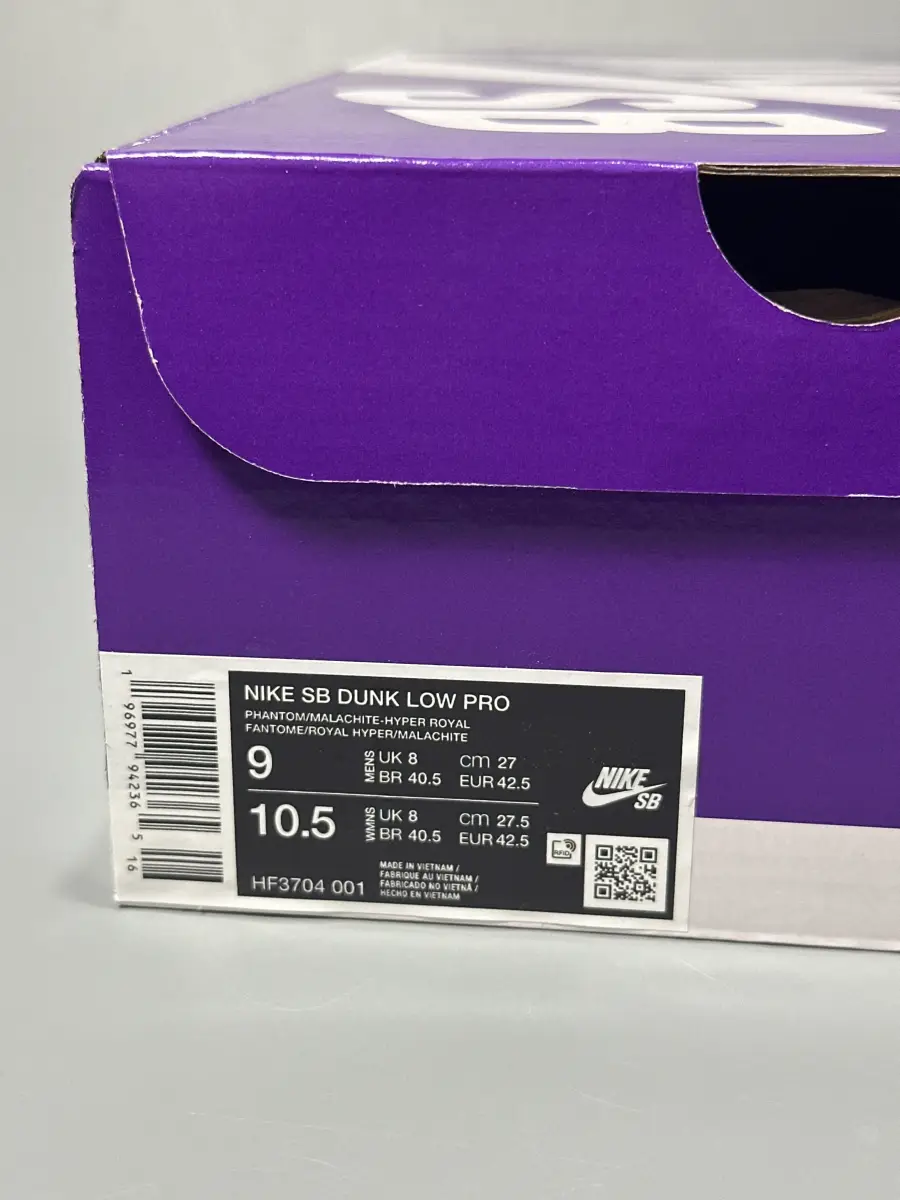 SB
NIKE SB DUNK LOW PRO
PHANTOM/MALACHITE-HYPER ROYAL
FANTOME/ROYAL HYPER/MALACHITE
9
MENS
UK 8 cm 27
BR 40.5 EUR 42.5
10.5
WMNS
UK 8 cm 27.5
BR 40.5 EUR 42.5
HF3704 001
MADE IN VIETNAM /
FABRIQUE AU VIETNAM /
FABRICADO NO VIETNÃ /
HECHO EN VIETNAM
NIKE
SB
RFID
1 96977 94236 5 16